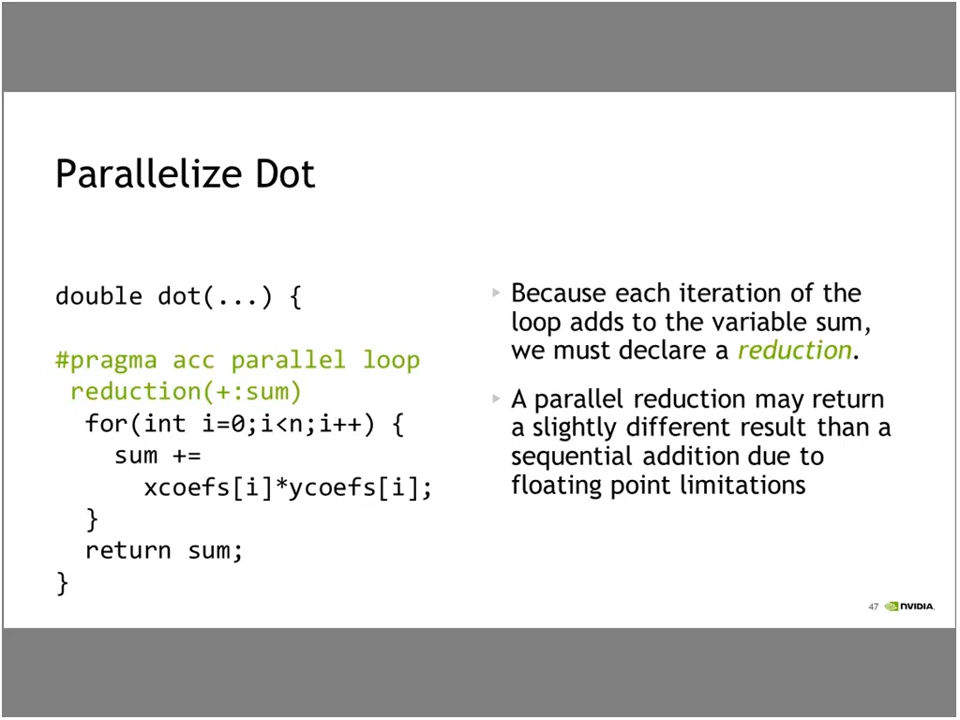 Parallelize Dot
double dot(...) {
#pragma acc parallel loop
reduction(+:sum)
for(int i=0;i<n;i++) {
sum +=
xcoefs[i]*ycoefs[i];
}
return sum;
}
Because each iteration of the
loop adds to the variable sum,
we must declare a reduction.
A parallel reduction may return
a slightly different result than a
sequential addition due to
floating point limitations
47 NVIDIA.